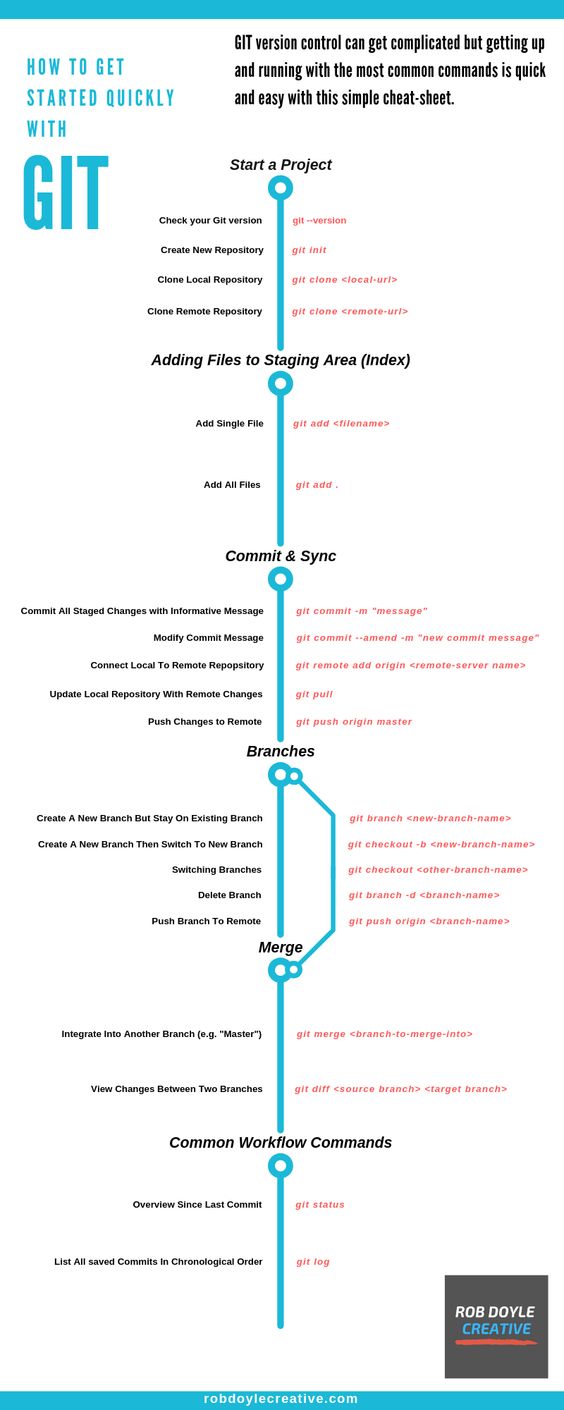 HOW TO GET
STARTED QUICKLY
WITH
GIT
GIT version control can get complicated but getting up
and running with the most common commands is quick
and easy with this simple cheat-sheet.
Start a Project
Check your Git version git --version
Create New Repository git init
Clone Local Repository git clone <local-url>
Clone Remote Repository git clone <remote-url>
Adding Files to Staging Area (Index)
Add Single File git add <filename>
Add All Files git add .
Commit & Sync
Commit All Staged Changes with Informative Message git commit -m "message"
Modify Commit Message git commit --amend -m "new commit message"
Connect Local To Remote Repopsitory git remote add origin <remote-server name>
Update Local Repository With Remote Changes git pull
Push Changes to Remote git push origin master
Branches
Create A New Branch But Stay On Existing Branch git branch <new-branch-name>
Create A New Branch Then Switch To New Branch git checkout -b <new-branch-name>
Switching Branches git checkout <other-branch-name>
Delete Branch git branch -d <branch-name>
Push Branch To Remote git push origin <branch-name>
Merge
Integrate Into Another Branch (e.g. "Master") git merge <branch-to-merge-into>
View Changes Between Two Branches git diff <source branch> <target branch>
Common Workflow Commands
Overview Since Last Commit git status
List All saved Commits In Chronological Order git log
ROB DOYLE
CREATIVE
robdoylecreative.com